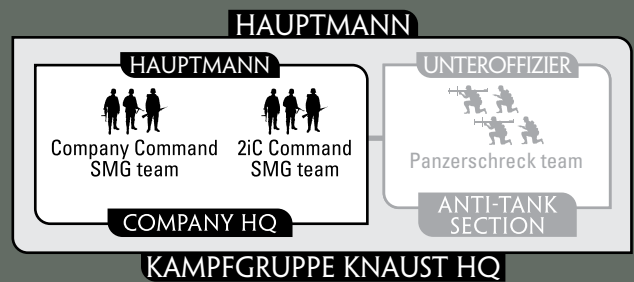 HAUPTMANN
HAUPTMANN
Company Command
SMG team
2iC Command
SMG team
COMPANY HQ
UNTEROFFIZIER
Panzerschreck team
ANTI-TANK
SECTION
KAMPFGRUPPE KNAUST HQ